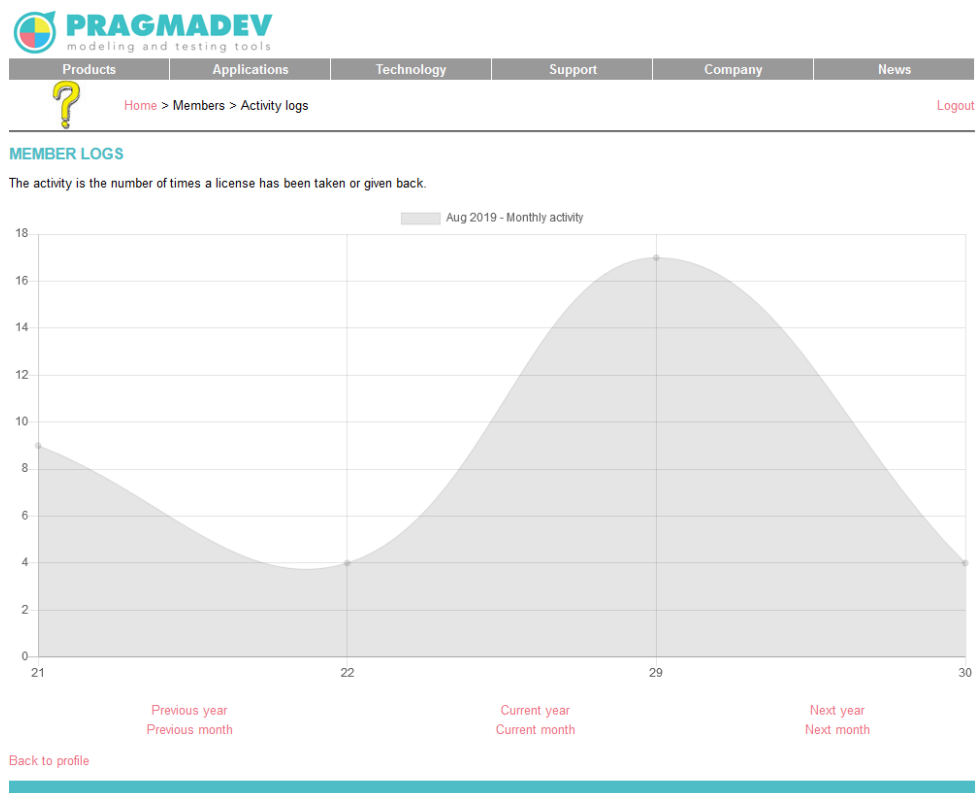 PRAGMADEV
modeling and testing tools
Products Applications Technology Support Company News
?
Home > Members > Activity logs Logout
MEMBER LOGS
The activity is the number of times a license has been taken or given back.
Aug 2019 - Monthly activity
18
16
14
12
10
8
6
4
2
0
21 22 29 30
Previous year Current year Next year
Previous month Current month Next month
Back to profile